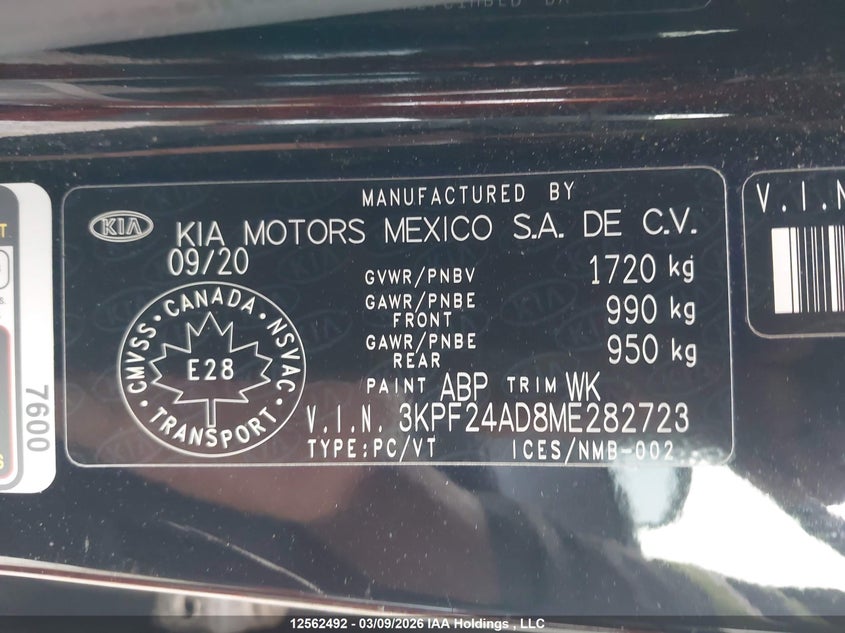 MANUFACTURED BY
KIA
KIA MOTORS MEXICO S.A. DE C.V.
09/20
GVWR/PNBV 1720 kg
GAWR/PNBE FRONT 990 kg
GAWR/PNBE REAR 950 kg
CMVSS • CANADA • NSVAC • TRANSPORT •
E28
PAINT ABP TRIM WK
V.I.N. 3KPF24AD8ME282723
TYPE:PC/VT ICES/NMB-002
V.I.N
7600
12562492 - 03/09/2026 IAA Holdings , LLC